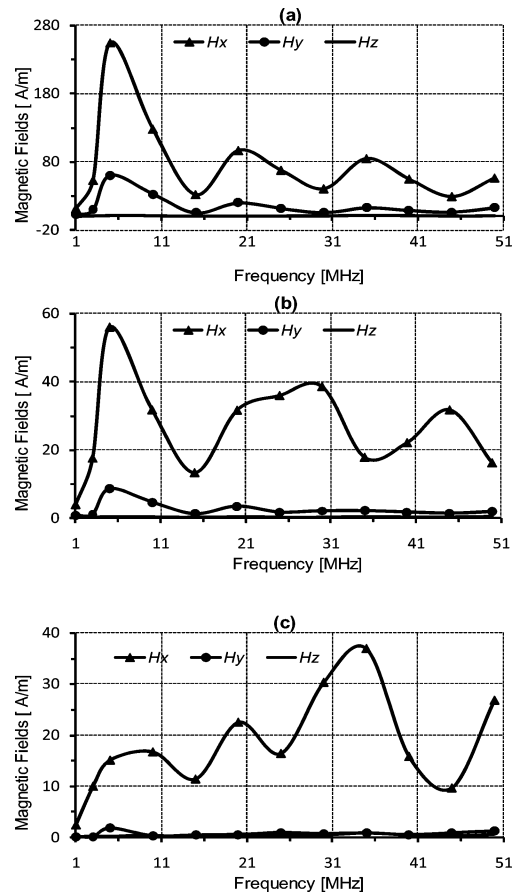 (a)
Hx Hy Hz
280
180
80
-20
Magnetic Fields [ A/m]
1 11 21 31 41 51
Frequency [MHz]
(b)
Hx Hy Hz
60
40
20
0
Magnetic Fields [ A/m]
1 11 21 31 41 51
Frequency [MHz]
(c)
Hx Hy Hz
40
30
20
10
0
Magnetic Fields [ A/m]
1 11 21 31 41 51
Frequency [MHz]